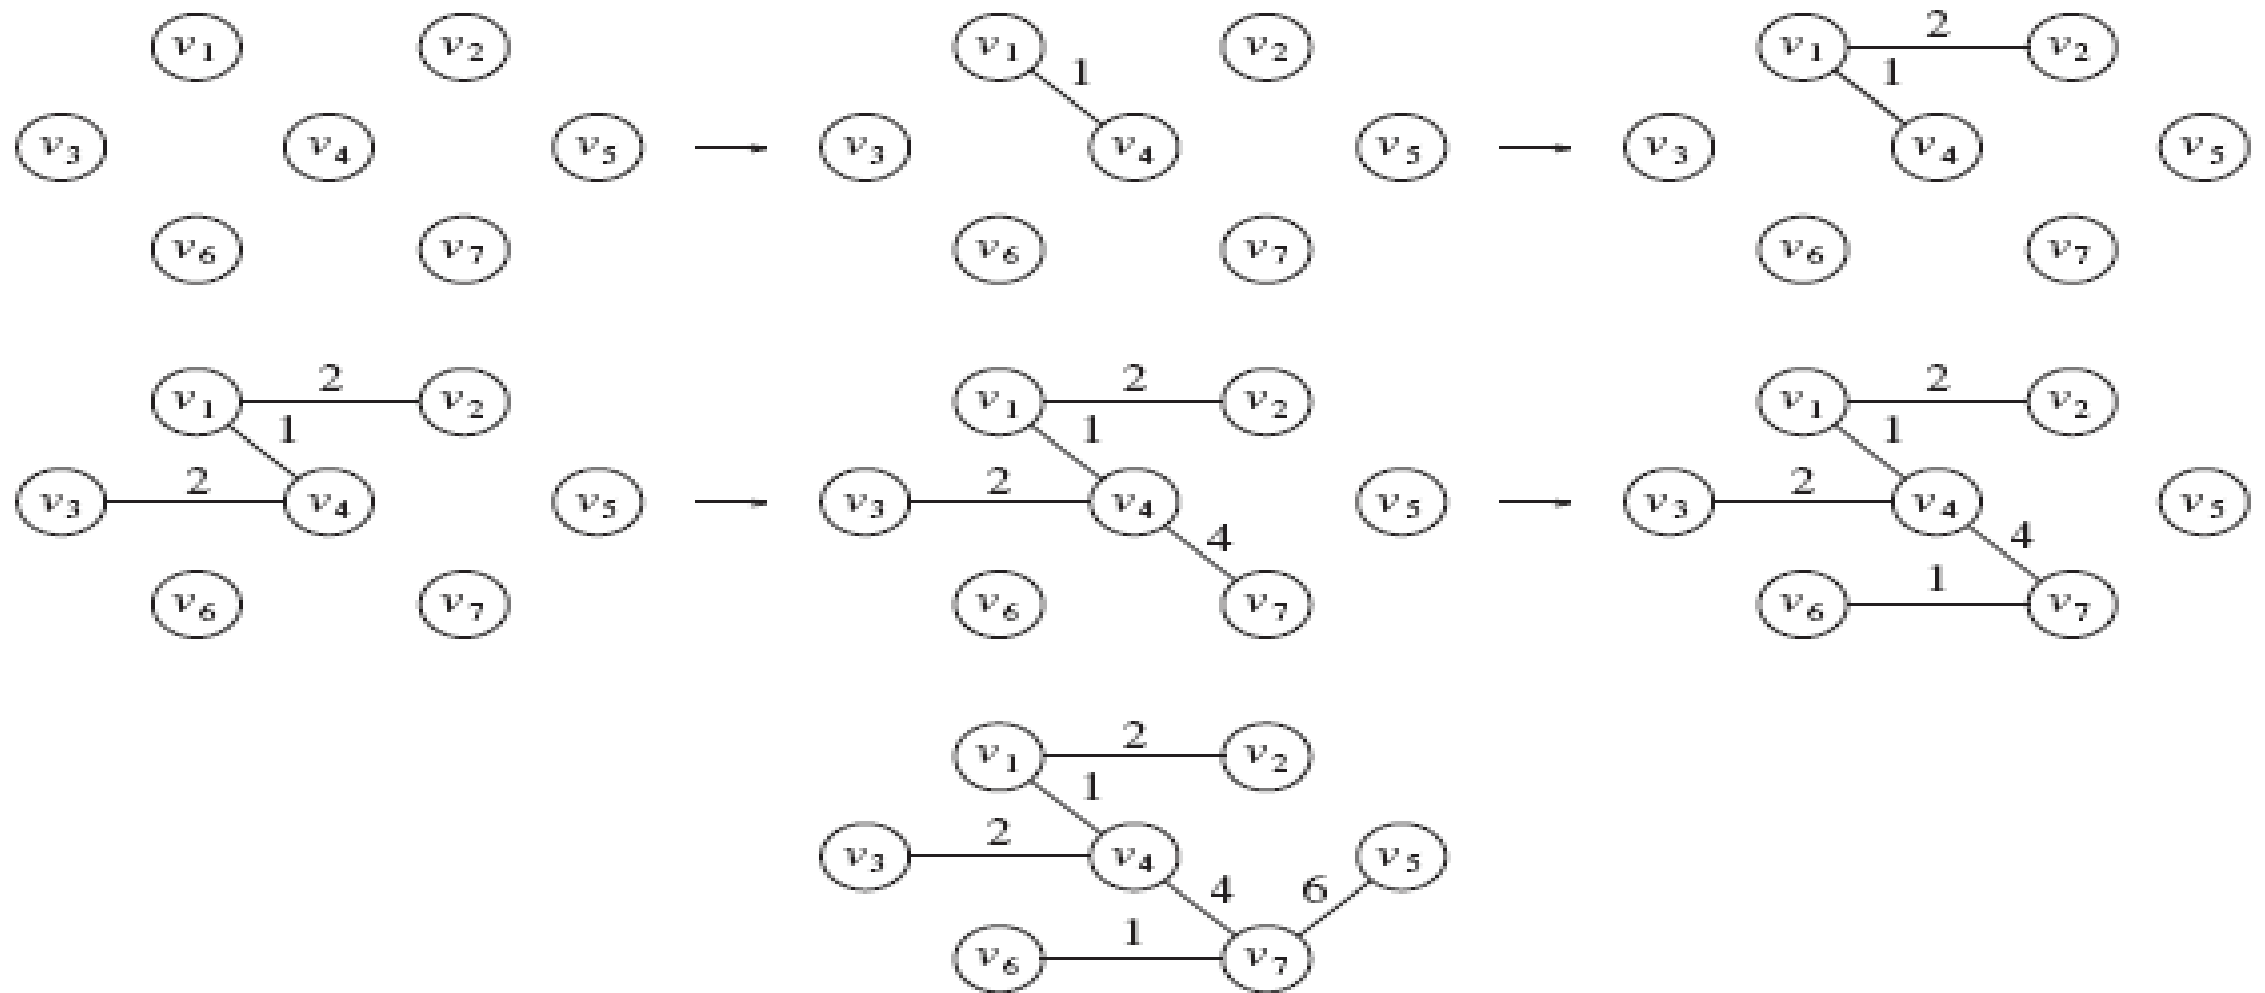 v1 v2 v1 1 v2 v1 2 v2
1
v3 v4 v5 v3 v4 v5 v3 v4 v5
v6 v7 v6 v7 v6 v7
v1 2 v2 v1 2 v2 v1 2 v2
1 1 1
v3 2 v4 v5 v3 2 v4 v5 v3 2 v4 v5
4 4
v6 v7 v6 v7 v6 1 v7
v1 2 v2
1
v3 2 v4 v5
4 6
v6 1 v7